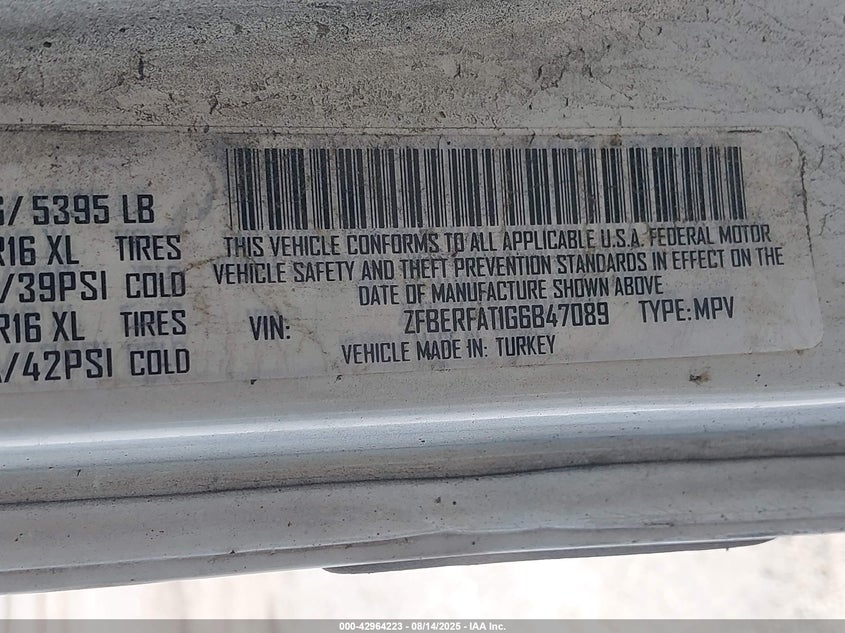 / 5395 LB
R16 XL TIRES
/39PSI COLD
R16 XL TIRES
/42PSI COLD
THIS VEHICLE CONFORMS TO ALL APPLICABLE U.S.A. FEDERAL MOTOR
VEHICLE SAFETY AND THEFT PREVENTION STANDARDS IN EFFECT ON THE
DATE OF MANUFACTURE SHOWN ABOVE
VIN: ZFBERFAT1G6B47089 TYPE: MPV
VEHICLE MADE IN: TURKEY
000-42964223 - 08/14/2025 - IAA Inc.